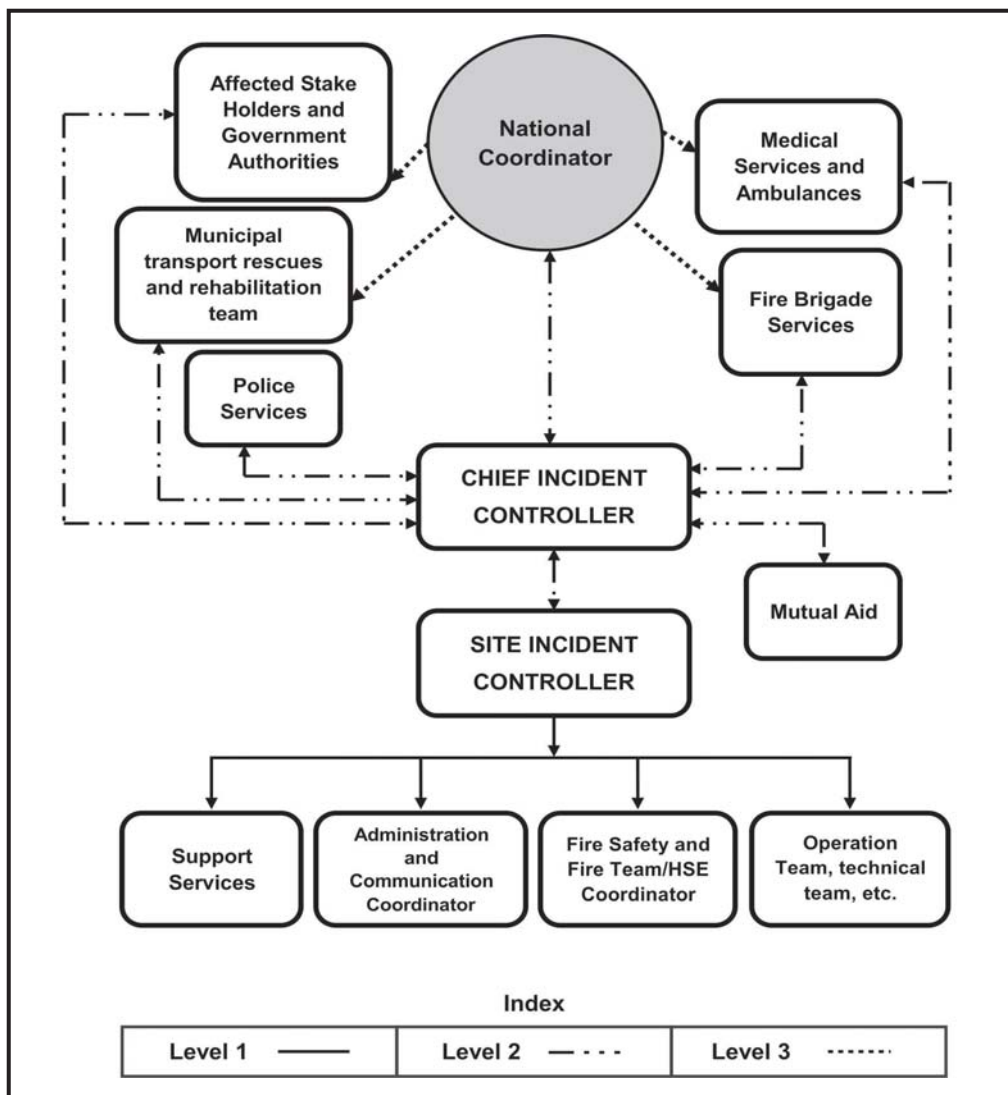 Affected Stake
Holders and
Government
Authorities
National
Coordinator
Medical
Services and
Ambulances
Municipal
transport rescues
and rehabilitation
team
Fire Brigade
Services
Police
Services
CHIEF INCIDENT
CONTROLLER
Mutual Aid
SITE INCIDENT
CONTROLLER
Support
Services
Administration
and
Communication
Coordinator
Fire Safety and
Fire Team/HSE
Coordinator
Operation
Team, technical
team, etc.
Index
Level 1
Level 2
Level 3